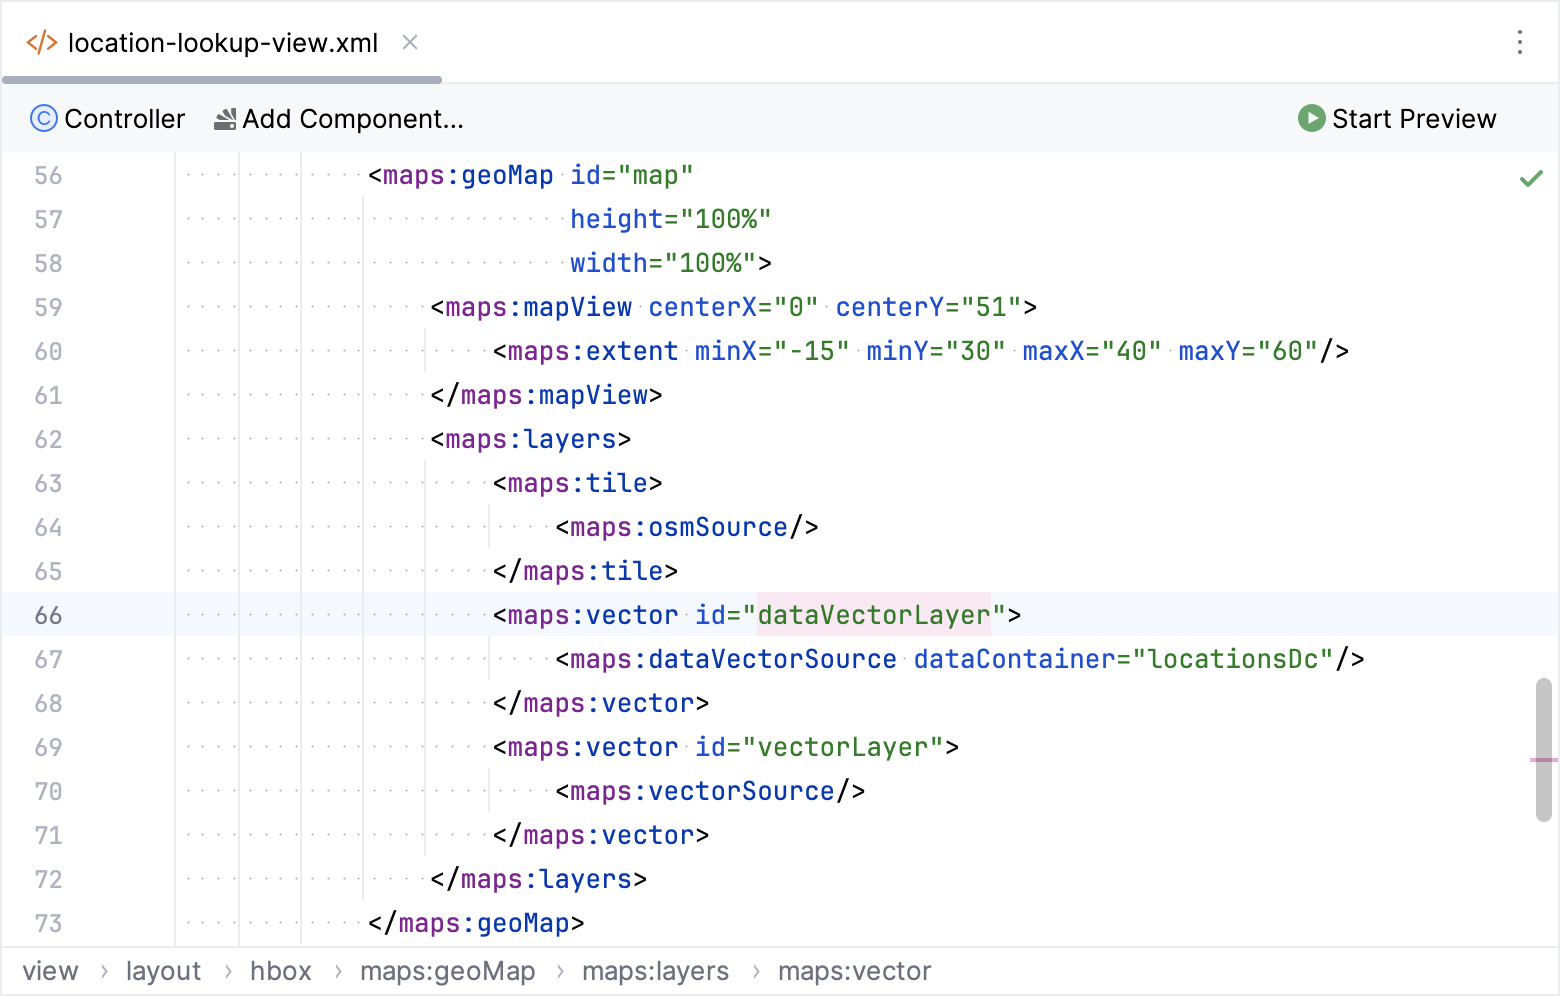 </> location-lookup-view.xml ×
© Controller Add Component... Start Preview
56 <maps:geoMap id="map"
57 height="100%"
58 width="100%">
59 <maps:mapView centerX="0" centerY="51">
60 <maps:extent minX="-15" minY="30" maxX="40" maxY="60"/>
61 </maps:mapView>
62 <maps:layers>
63 <maps:tile>
64 <maps:osmSource/>
65 </maps:tile>
66 <maps:vector id="dataVectorLayer">
67 <maps:dataVectorSource dataContainer="locationsDc"/>
68 </maps:vector>
69 <maps:vector id="vectorLayer">
70 <maps:vectorSource/>
71 </maps:vector>
72 </maps:layers>
73 </maps:geoMap>
view › layout › hbox › maps:geoMap › maps:layers › maps:vector